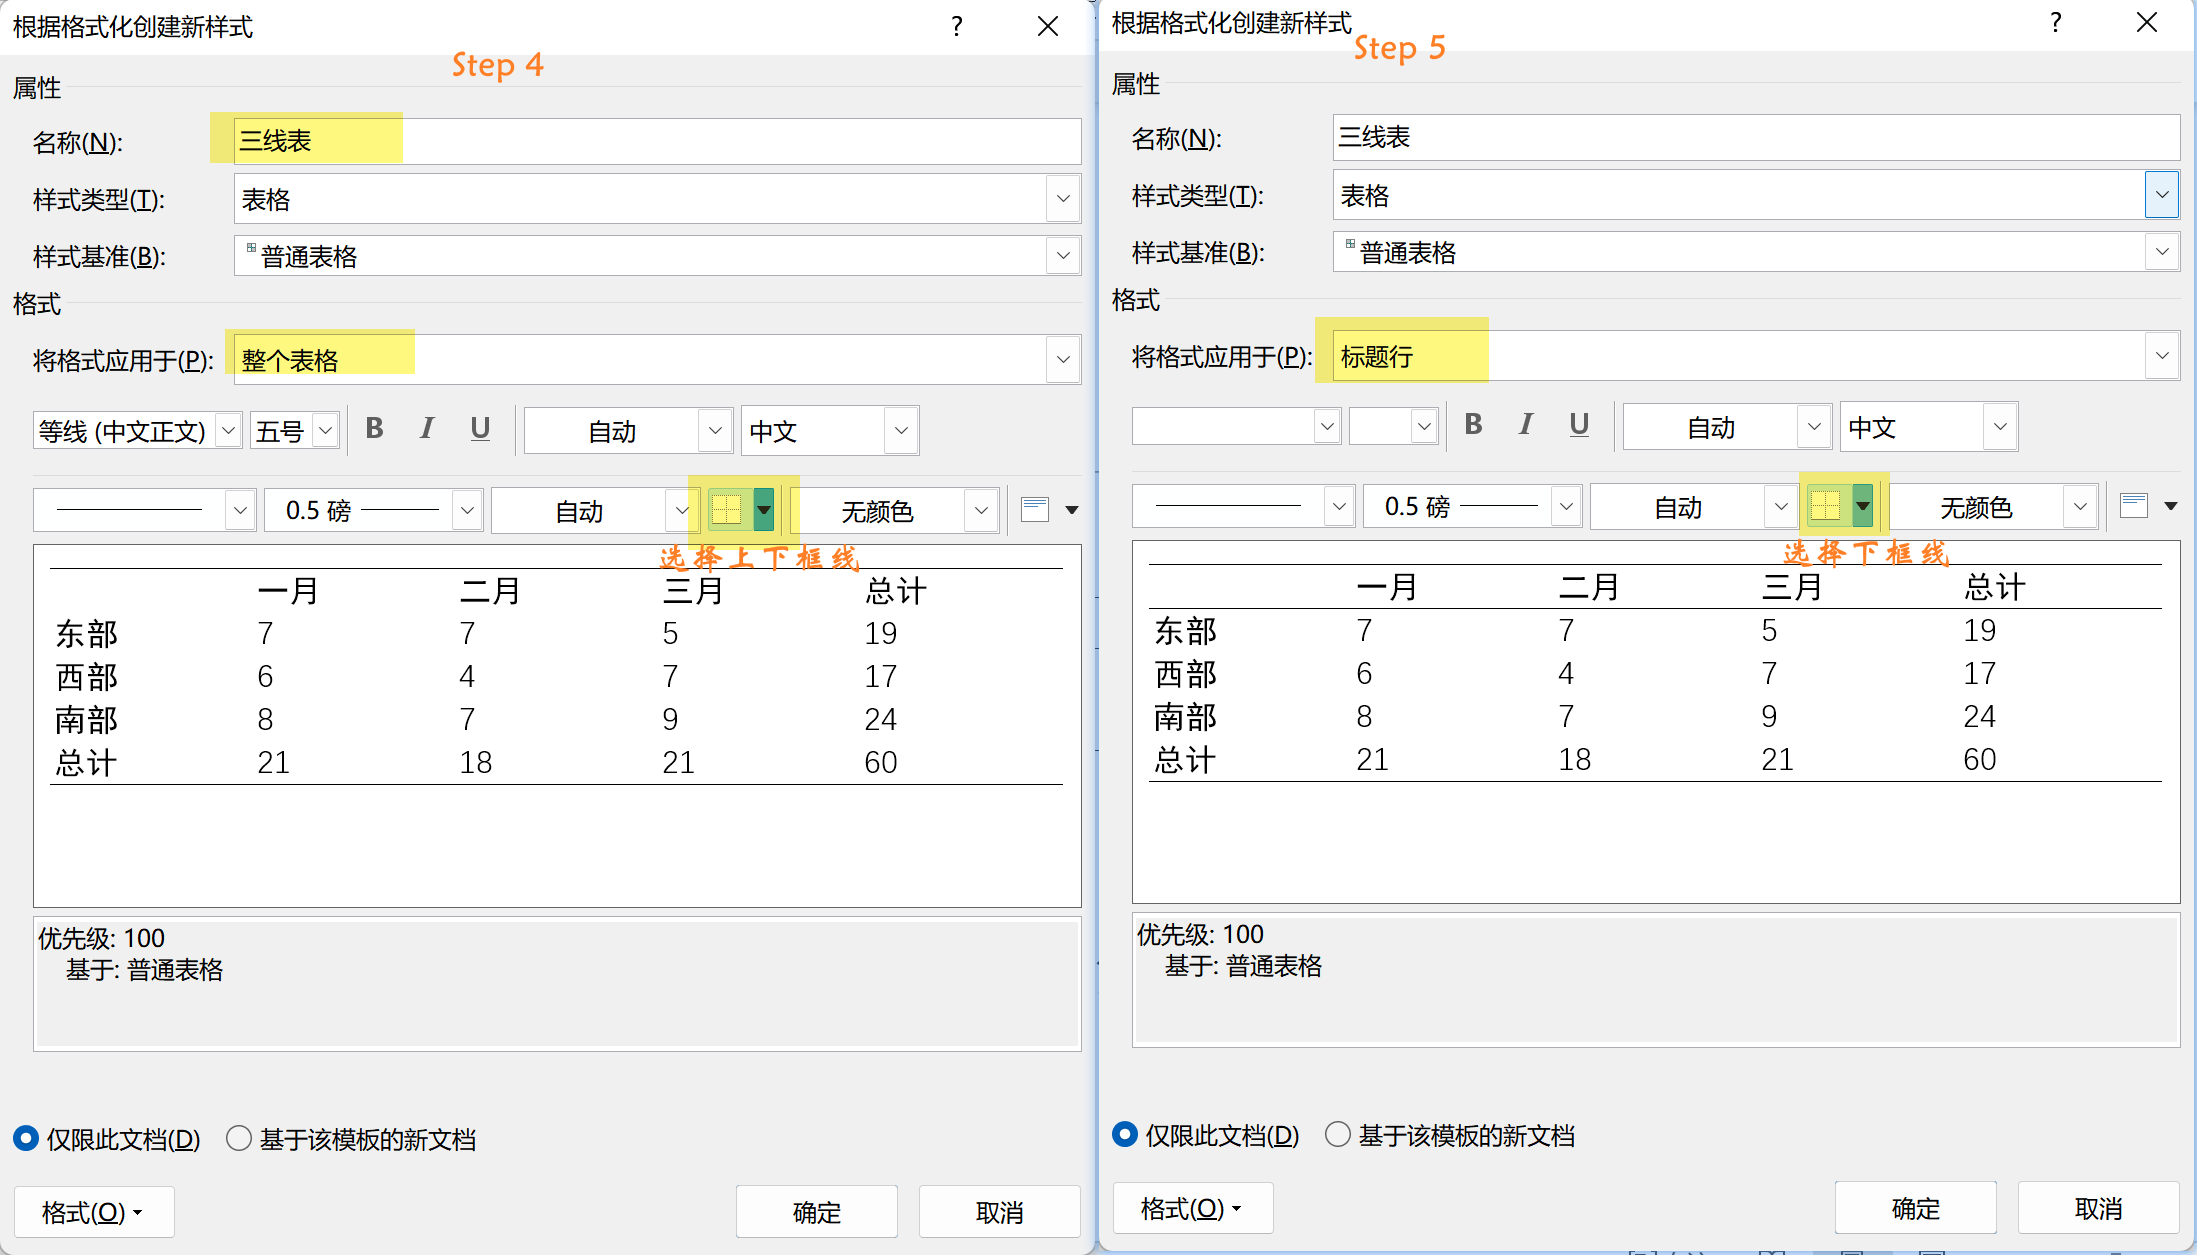 根据格式化创建新样式 ?
Step 4
属性
名称(N): 三线表
样式类型(T): 表格
样式基准(B): 普通表格
格式
将格式应用于(P): 整个表格
等线 (中文正文) 五号 B I U 自动 中文
0.5 磅 自动 无颜色
选择上下框线
一月 二月 三月 总计
东部 7 7 5 19
西部 6 4 7 17
南部 8 7 9 24
总计 21 18 21 60
优先级: 100
基于: 普通表格
仅限此文档(D) 基于该模板的新文档
格式(O) 确定 取消
根据格式化创建新样式 ?
Step 5
属性
名称(N): 三线表
样式类型(T): 表格
样式基准(B): 普通表格
格式
将格式应用于(P): 标题行
B I U 自动 中文
0.5 磅 自动 无颜色
选择下框线
一月 二月 三月 总计
东部 7 7 5 19
西部 6 4 7 17
南部 8 7 9 24
总计 21 18 21 60
优先级: 100
基于: 普通表格
仅限此文档(D) 基于该模板的新文档
格式(O) 确定 取消